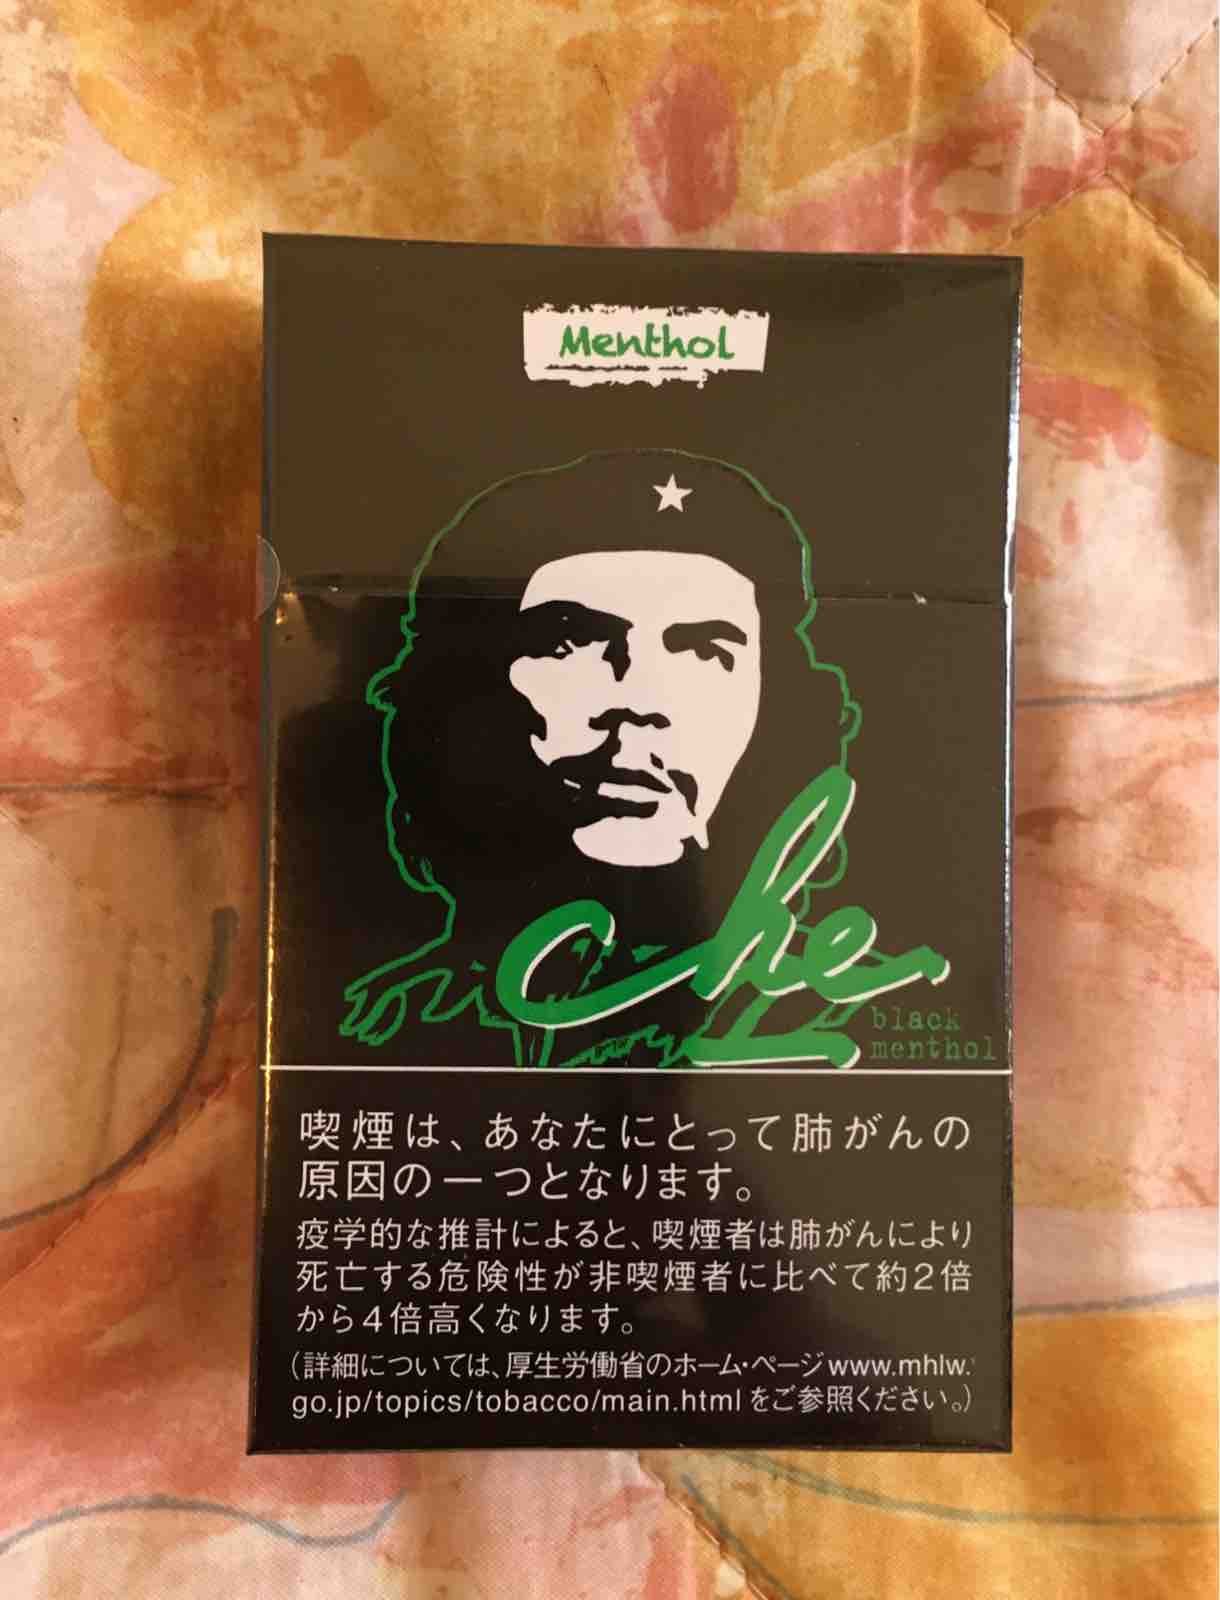 Menthol
Che
black
menthol
喫煙は、あなたにとって肺がんの
原因の一つとなります。
疫学的な推計によると、喫煙者は肺がんにより
死亡する危険性が非喫煙者に比べて約2倍
から4倍高くなります。
（詳細については、厚生労働省のホーム・ページwww.mhlw.
go.jp/topics/tobacco/main.htmlをご参照ください。）